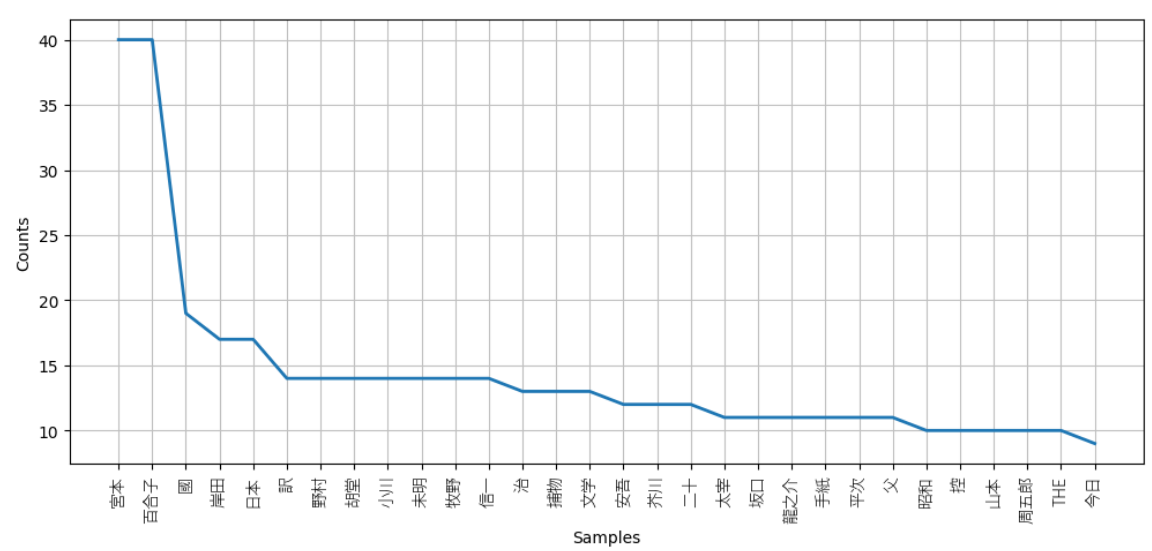 40
35
30
25
20
15
10
Counts
宮本
百合子
國
岸田
日本
訳
野村
胡堂
小川
未明
牧野
信一
治
捕物
文学
安吾
芥川
二十
太宰
坂口
龍之介
手紙
平次
父
昭和
控
山本
周五郎
THE
今日
Samples